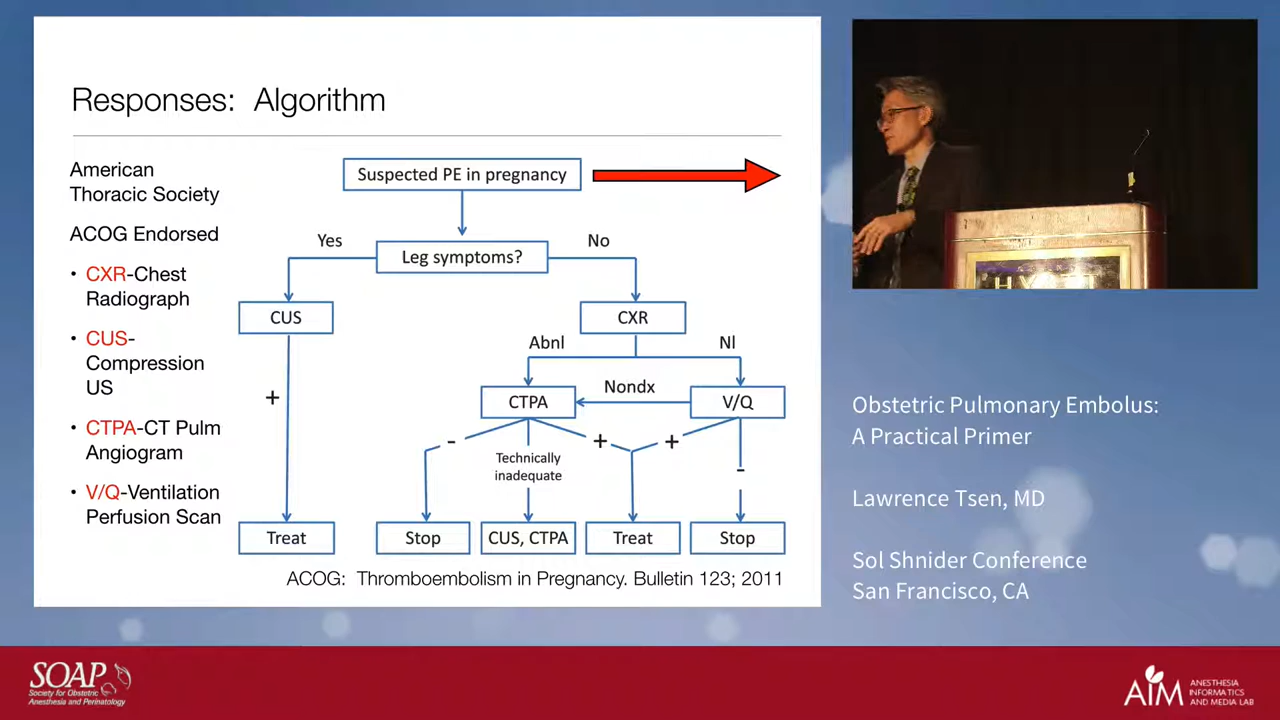 Responses: Algorithm
American
Thoracic Society
ACOG Endorsed
• CXR-Chest
Radiograph
• CUS-
Compression
US
• CTPA-CT Pulm
Angiogram
• V/Q-Ventilation
Perfusion Scan
Suspected PE in pregnancy
Yes
Leg symptoms?
No
CUS
CXR
Abnl
Nl
CTPA
Nondx
V/Q
+
-
+
+
-
Technically
inadequate
Treat
Stop
CUS, CTPA
Treat
Stop
ACOG: Thromboembolism in Pregnancy. Bulletin 123; 2011
Obstetric Pulmonary Embolus:
A Practical Primer
Lawrence Tsen, MD
Sol Shnider Conference
San Francisco, CA
SOAP
Society for Obstetric
Anesthesia and Perinatology
AIM
ANESTHESIA
INFORMATICS
AND MEDIA LAB